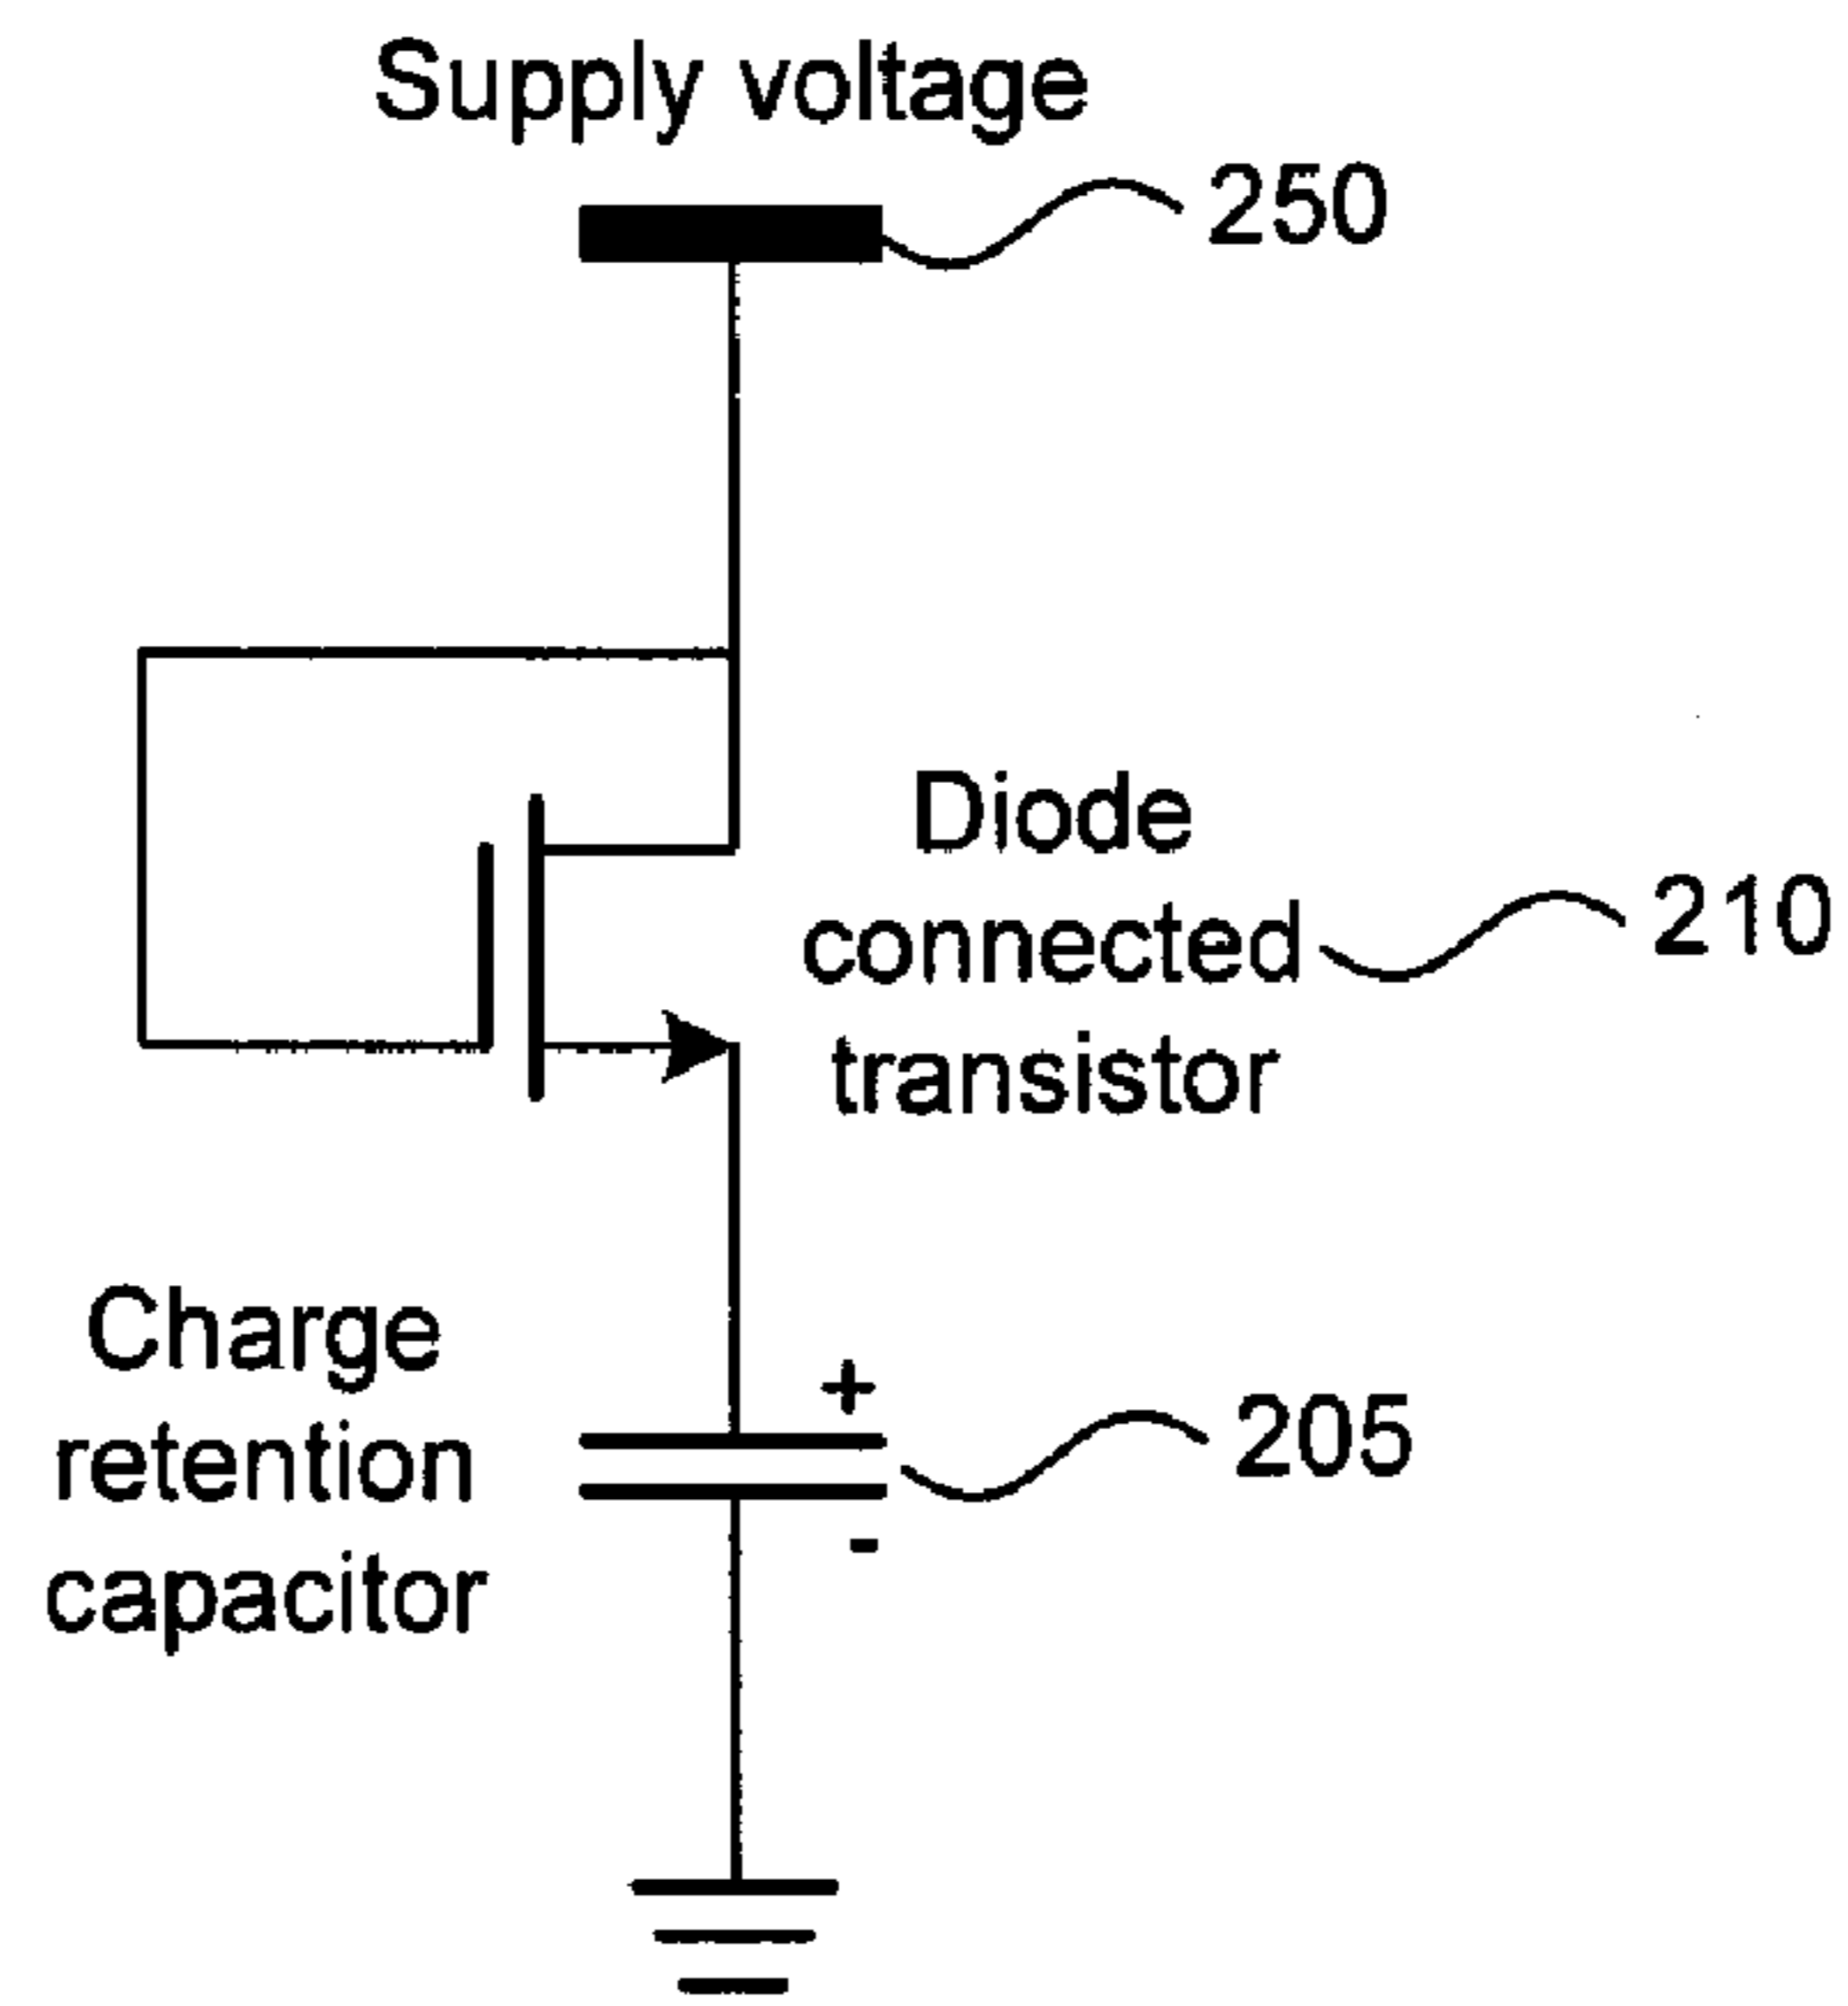 Supply voltage
250
Diode
connected
transistor
210
Charge
retention
capacitor
+
205
-